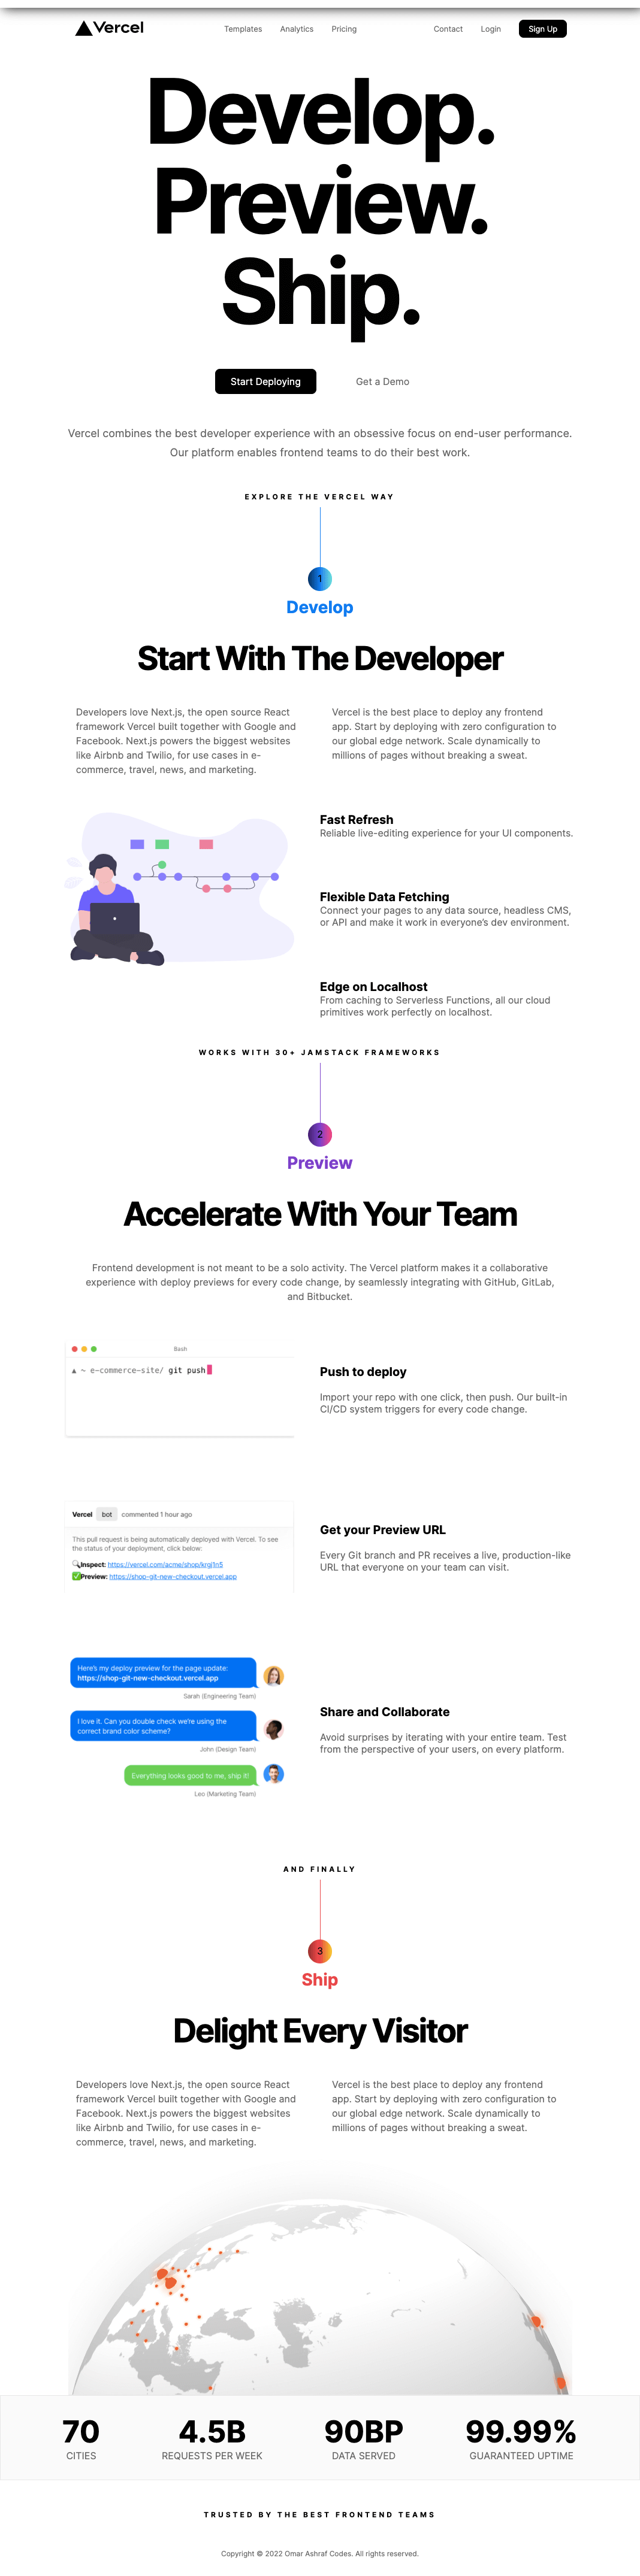 Vercel
Templates Analytics Pricing
Contact Login Sign Up
Develop.
Preview.
Ship.
Start Deploying
Get a Demo
Vercel combines the best developer experience with an obsessive focus on end-user performance.
Our platform enables frontend teams to do their best work.
EXPLORE THE VERCEL WAY
1
Develop
Start With The Developer
Developers love Next.js, the open source React
framework Vercel built together with Google and
Facebook. Next.js powers the biggest websites
like Airbnb and Twilio, for use cases in e-
commerce, travel, news, and marketing.
Vercel is the best place to deploy any frontend
app. Start by deploying with zero configuration to
our global edge network. Scale dynamically to
millions of pages without breaking a sweat.
Fast Refresh
Reliable live-editing experience for your UI components.
Flexible Data Fetching
Connect your pages to any data source, headless CMS,
or API and make it work in everyone's dev environment.
Edge on Localhost
From caching to Serverless Functions, all our cloud
primitives work perfectly on localhost.
WORKS WITH 30+ JAMSTACK FRAMEWORKS
2
Preview
Accelerate With Your Team
Frontend development is not meant to be a solo activity. The Vercel platform makes it a collaborative
experience with deploy previews for every code change, by seamlessly integrating with GitHub, GitLab,
and Bitbucket.
Bash
▲ ~ e-commerce-site/ git push
Push to deploy
Import your repo with one click, then push. Our built-in
CI/CD system triggers for every code change.
Vercel bot commented 1 hour ago
This pull request is being automatically deployed with Vercel. To see
the status of your deployment, click below:
🔍Inspect: https://vercel.com/acme/shop/krgj1n5
✅Preview: https://shop-git-new-checkout.vercel.app
Get your Preview URL
Every Git branch and PR receives a live, production-like
URL that everyone on your team can visit.
Here's my deploy preview for the page update:
https://shop-git-new-checkout.vercel.app
Sarah (Engineering Team)
I love it. Can you double check we're using the
correct brand color scheme?
John (Design Team)
Everything looks good to me, ship it!
Leo (Marketing Team)
Share and Collaborate
Avoid surprises by iterating with your entire team. Test
from the perspective of your users, on every platform.
AND FINALLY
3
Ship
Delight Every Visitor
Developers love Next.js, the open source React
framework Vercel built together with Google and
Facebook. Next.js powers the biggest websites
like Airbnb and Twilio, for use cases in e-
commerce, travel, news, and marketing.
Vercel is the best place to deploy any frontend
app. Start by deploying with zero configuration to
our global edge network. Scale dynamically to
millions of pages without breaking a sweat.
70
CITIES
4.5B
REQUESTS PER WEEK
90BP
DATA SERVED
99.99%
GUARANTEED UPTIME
TRUSTED BY THE BEST FRONTEND TEAMS
Copyright © 2022 Omar Ashraf Codes. All rights reserved.